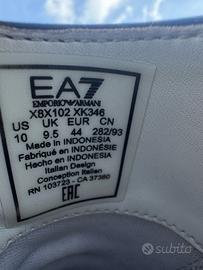 EA7
EMPORIO ARMANI
X8X102 XK346
US UK EUR CN
10 9.5 44 282/93
Made in INDONESIA
Fabriqué en INDONÉSIE
Hecho en INDONESIA
Italian Design
Conception Italien
RN 103723 - CA 37380
EAC
subito